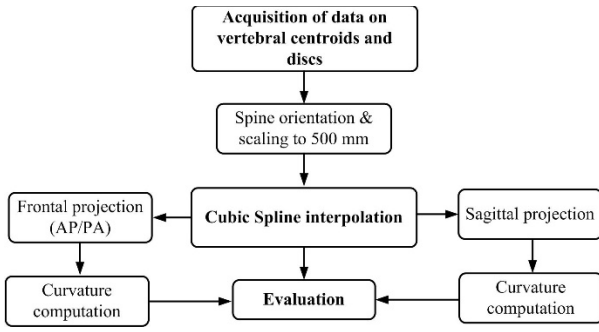 Acquisition of data on
vertebral centroids and
discs
Spine orientation &
scaling to 500 mm
Frontal projection
(AP/PA)
Cubic Spline interpolation
Sagittal projection
Curvature
computation
Evaluation
Curvature
computation